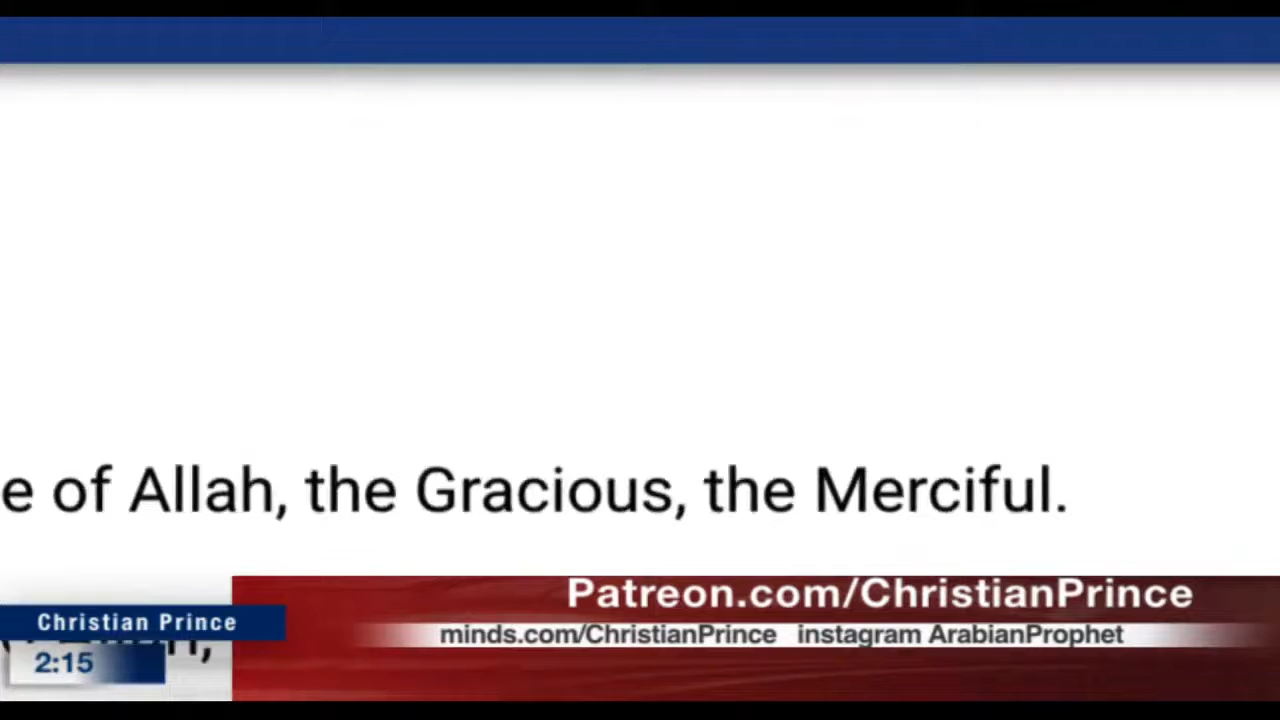 e of Allah, the Gracious, the Merciful.
Patreon.com/ChristianPrince
Christian Prince
minds.com/ChristianPrince instagram ArabianProphet
2:15